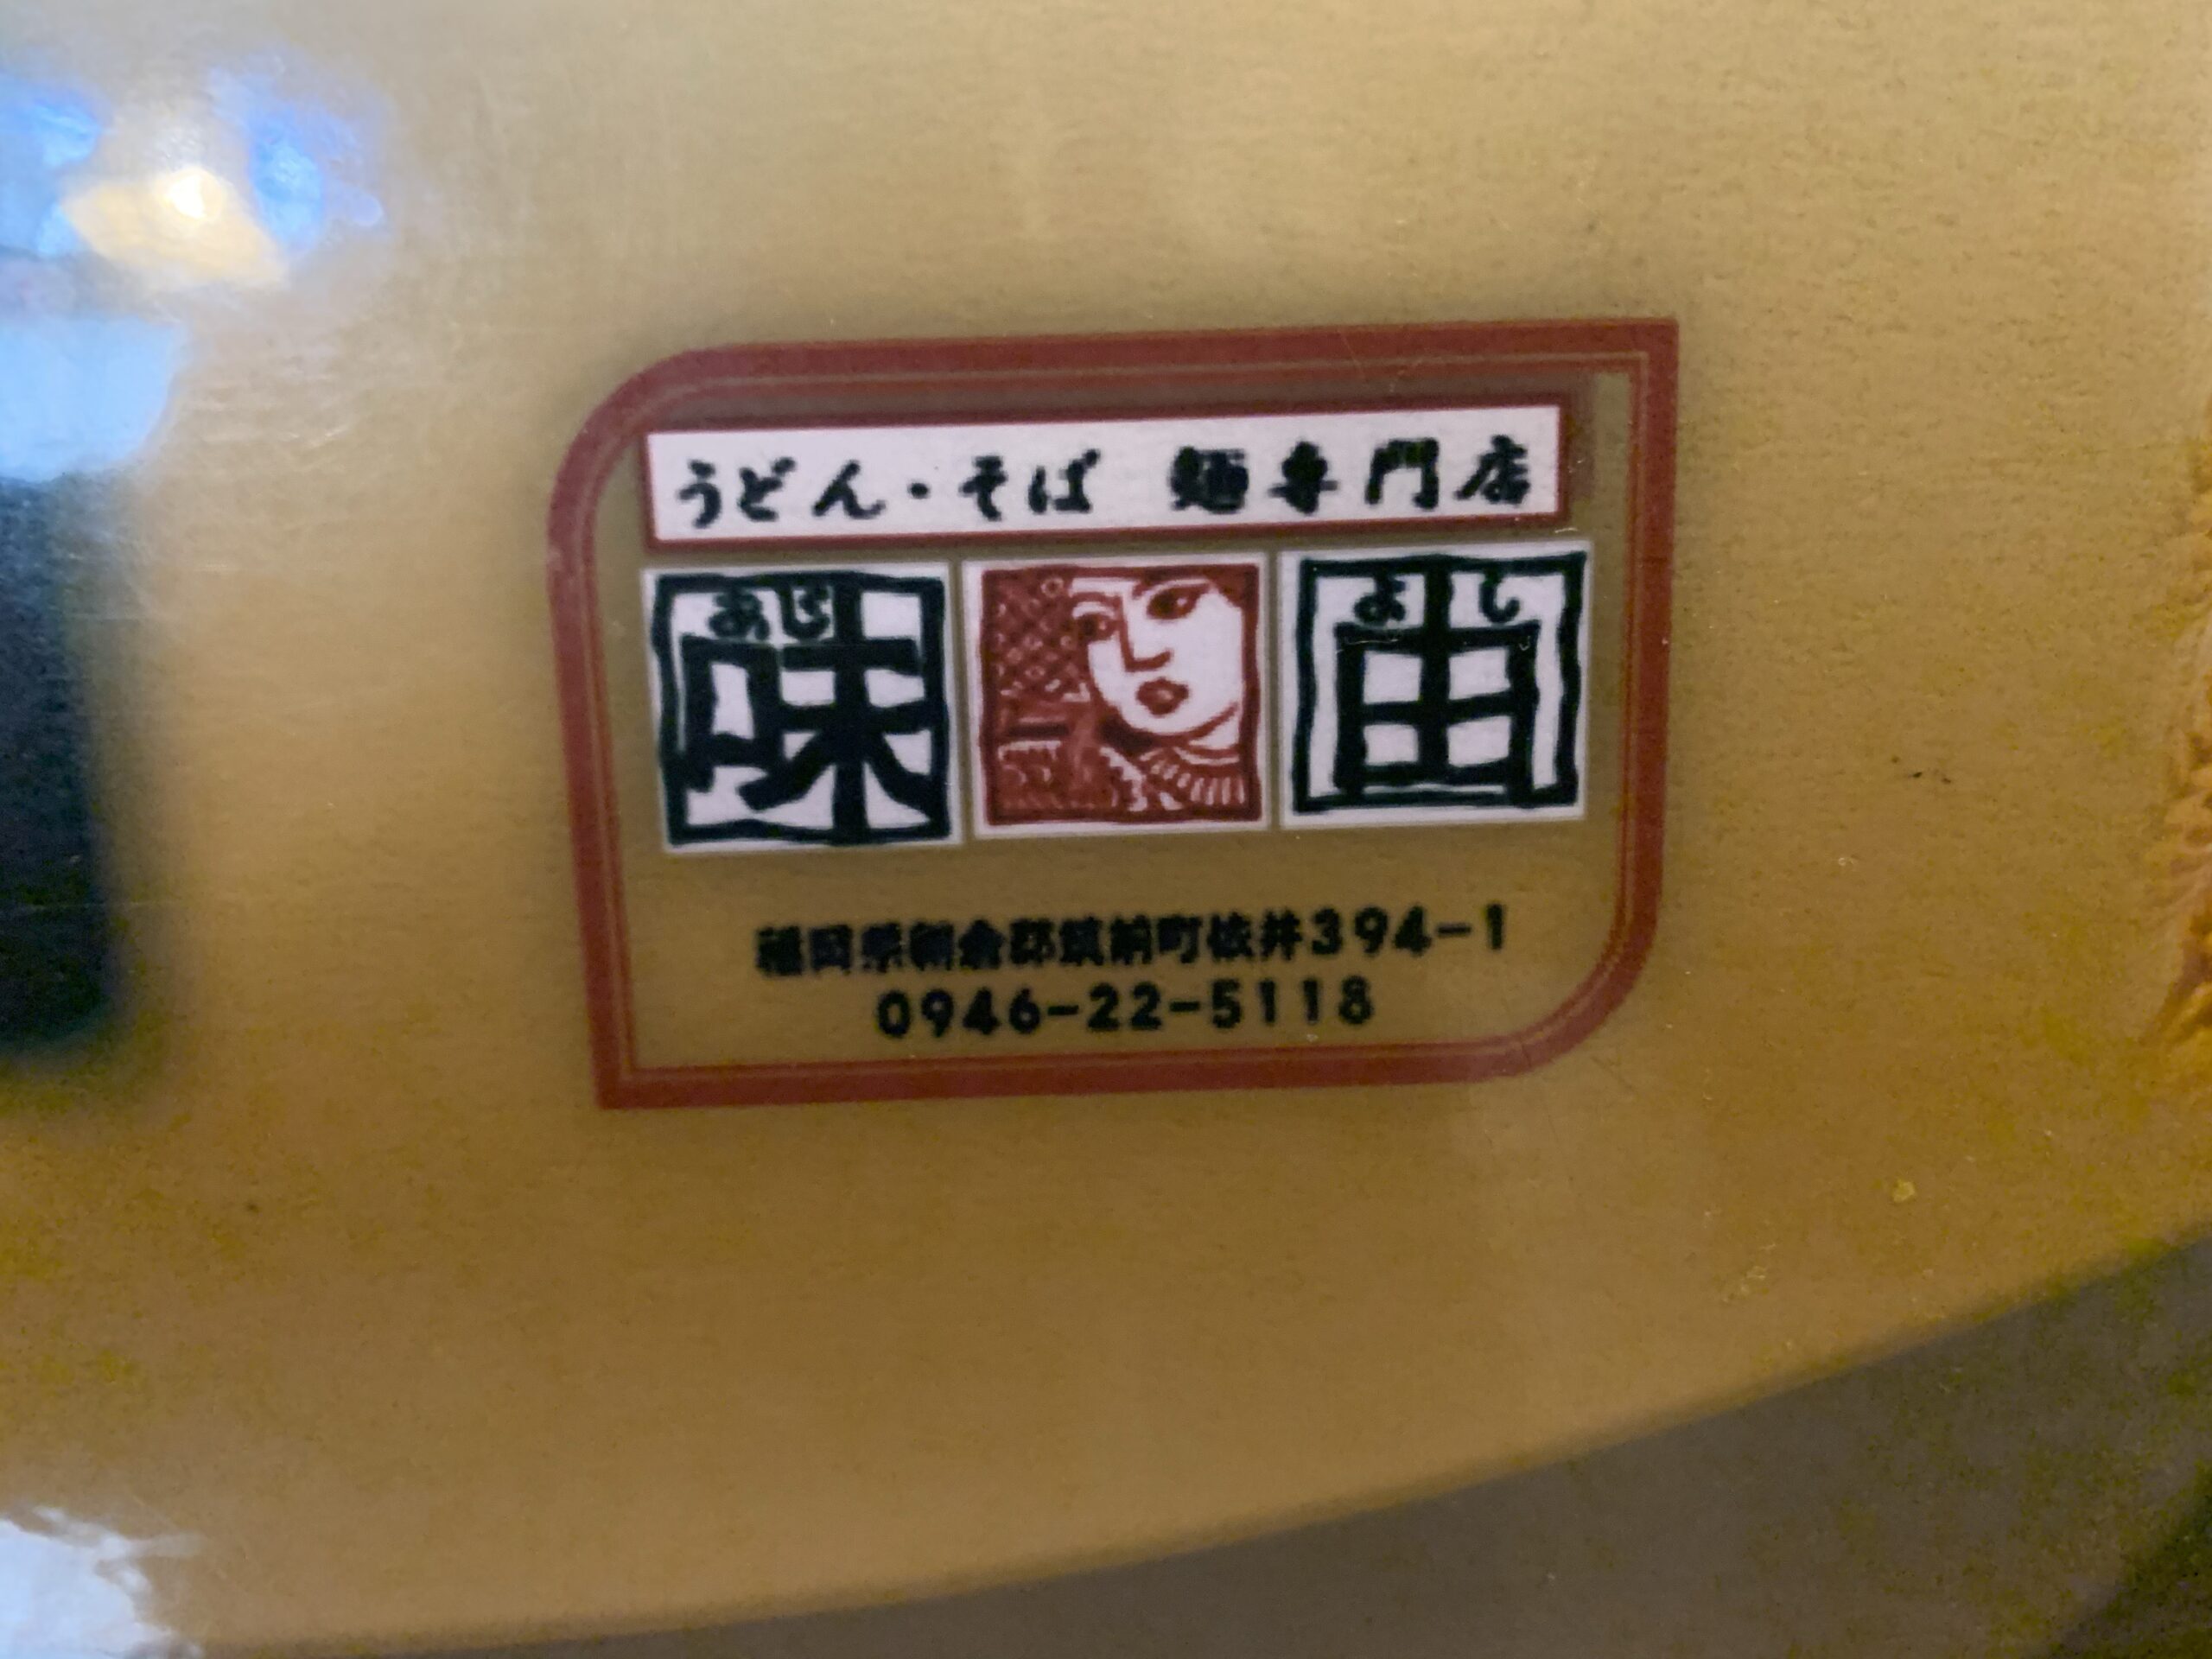 うどん・そば 麺専門店
あじ よし
味 由
福岡県朝倉郡筑前町依井394-1
0946-22-5118